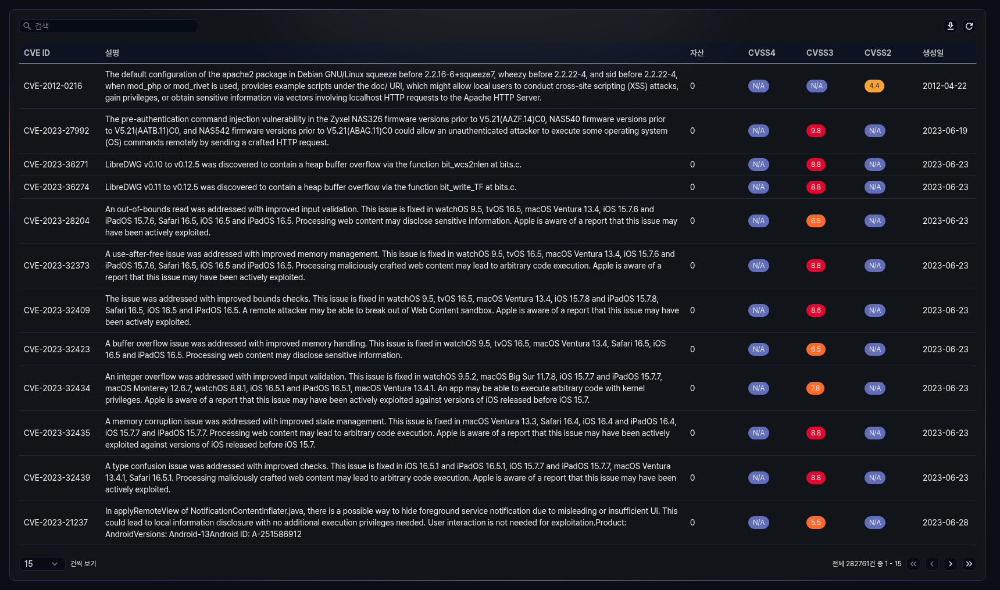 검색
CVE ID 설명 자산 CVSS4 CVSS3 CVSS2 생성일
The default configuration of the apache2 package in Debian GNU/Linux squeeze before 2.2.16-6+squeeze7, wheezy before 2.2.22-4, and sid before 2.2.22-4,
CVE-2012-0216 when mod_php or mod_rivet is used, provides example scripts under the doc/ URI, which might allow local users to conduct cross-site scripting (XSS) attacks, 0 N/A N/A 4.4 2012-04-22
gain privileges, or obtain sensitive information via vectors involving localhost HTTP requests to the Apache HTTP Server.
The pre-authentication command injection vulnerability in the Zyxel NAS326 firmware versions prior to V5.21(AAZF.14)C0, NAS540 firmware versions prior
CVE-2023-27992 to V5.21(AATB.11)C0, and NAS542 firmware versions prior to V5.21(ABAG.11)C0 could allow an unauthenticated attacker to execute some operating system 0 N/A 9.8 N/A 2023-06-19
(OS) commands remotely by sending a crafted HTTP request.
CVE-2023-36271 LibreDWG v0.10 to v0.12.5 was discovered to contain a heap buffer overflow via the function bit_wcs2nlen at bits.c. 0 N/A 8.8 N/A 2023-06-23
CVE-2023-36274 LibreDWG v0.11 to v0.12.5 was discovered to contain a heap buffer overflow via the function bit_write_TF at bits.c. 0 N/A 8.8 N/A 2023-06-23
An out-of-bounds read was addressed with improved input validation. This issue is fixed in watchOS 9.5, tvOS 16.5, macOS Ventura 13.4, iOS 15.7.6 and
CVE-2023-28204 iPadOS 15.7.6, Safari 16.5, iOS 16.5 and iPadOS 16.5. Processing web content may disclose sensitive information. Apple is aware of a report that this issue may 0 N/A 6.5 N/A 2023-06-23
have been actively exploited.
A use-after-free issue was addressed with improved memory management. This issue is fixed in watchOS 9.5, tvOS 16.5, macOS Ventura 13.4, iOS 15.7.6 and
CVE-2023-32373 iPadOS 15.7.6, Safari 16.5, iOS 16.5 and iPadOS 16.5. Processing maliciously crafted web content may lead to arbitrary code execution. Apple is aware of a 0 N/A 8.8 N/A 2023-06-23
report that this issue may have been actively exploited.
The issue was addressed with improved bounds checks. This issue is fixed in watchOS 9.5, tvOS 16.5, macOS Ventura 13.4, iOS 15.7.8 and iPadOS 15.7.8,
CVE-2023-32409 Safari 16.5, iOS 16.5 and iPadOS 16.5. A remote attacker may be able to break out of Web Content sandbox. Apple is aware of a report that this issue may have 0 N/A 8.6 N/A 2023-06-23
been actively exploited.
A buffer overflow issue was addressed with improved memory handling. This issue is fixed in watchOS 9.5, tvOS 16.5, macOS Ventura 13.4, Safari 16.5, iOS
CVE-2023-32423 16.5 and iPadOS 16.5. Processing web content may disclose sensitive information. 0 N/A 6.5 N/A 2023-06-23
An integer overflow was addressed with improved input validation. This issue is fixed in watchOS 9.5.2, macOS Big Sur 11.7.8, iOS 15.7.7 and iPadOS 15.7.7,
CVE-2023-32434 macOS Monterey 12.6.7, watchOS 8.8.1, iOS 16.5.1 and iPadOS 16.5.1, macOS Ventura 13.4.1. An app may be able to execute arbitrary code with kernel 0 N/A 7.8 N/A 2023-06-23
privileges. Apple is aware of a report that this issue may have been actively exploited against versions of iOS released before iOS 15.7.
A memory corruption issue was addressed with improved state management. This issue is fixed in macOS Ventura 13.3, Safari 16.4, iOS 16.4 and iPadOS 16.4,
CVE-2023-32435 iOS 15.7.7 and iPadOS 15.7.7. Processing web content may lead to arbitrary code execution. Apple is aware of a report that this issue may have been actively 0 N/A 8.8 N/A 2023-06-23
exploited against versions of iOS released before iOS 15.7.
A type confusion issue was addressed with improved checks. This issue is fixed in iOS 16.5.1 and iPadOS 16.5.1, iOS 15.7.7 and iPadOS 15.7.7, macOS Ventura
CVE-2023-32439 13.4.1, Safari 16.5.1. Processing maliciously crafted web content may lead to arbitrary code execution. Apple is aware of a report that this issue may have been 0 N/A 8.8 N/A 2023-06-23
actively exploited.
In applyRemoteView of NotificationContentInflater.java, there is a possible way to hide foreground service notification due to misleading or insufficient UI. This
CVE-2023-21237 could lead to local information disclosure with no additional execution privileges needed. User interaction is not needed for exploitation.Product: 0 N/A 5.5 N/A 2023-06-28
AndroidVersions: Android-13Android ID: A-251586912
15 건씩 보기 전체 282761건 중 1 - 15